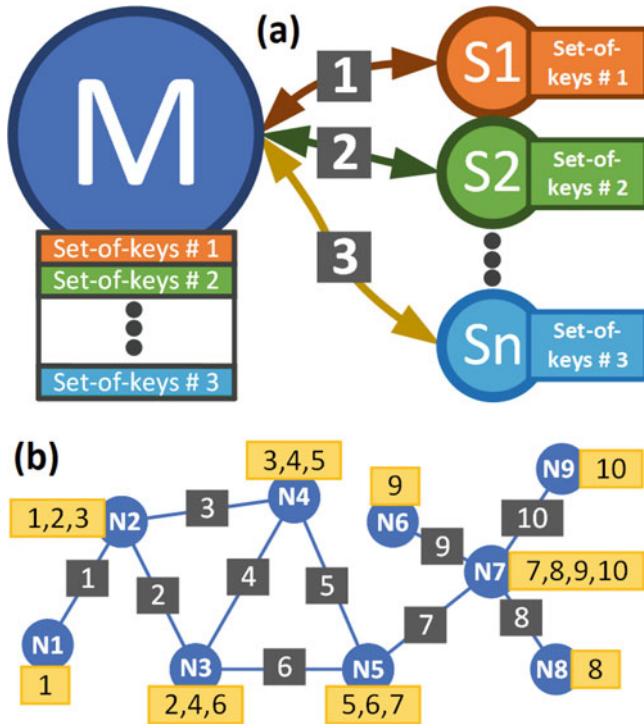 (a)
M
1
2
3
S1
Set-of-
keys # 1
S2
Set-of-
keys # 2
Sn
Set-of-
keys # 3
Set-of-keys # 1
Set-of-keys # 2
Set-of-keys # 3
(b)
3,4,5
N4
1,2,3
N2
3
1
2
4
5
N1
1
N3
6
N5
2,4,6
5,6,7
9
N6
9
N9
10
10
N7
7,8,9,10
7
8
N8
8